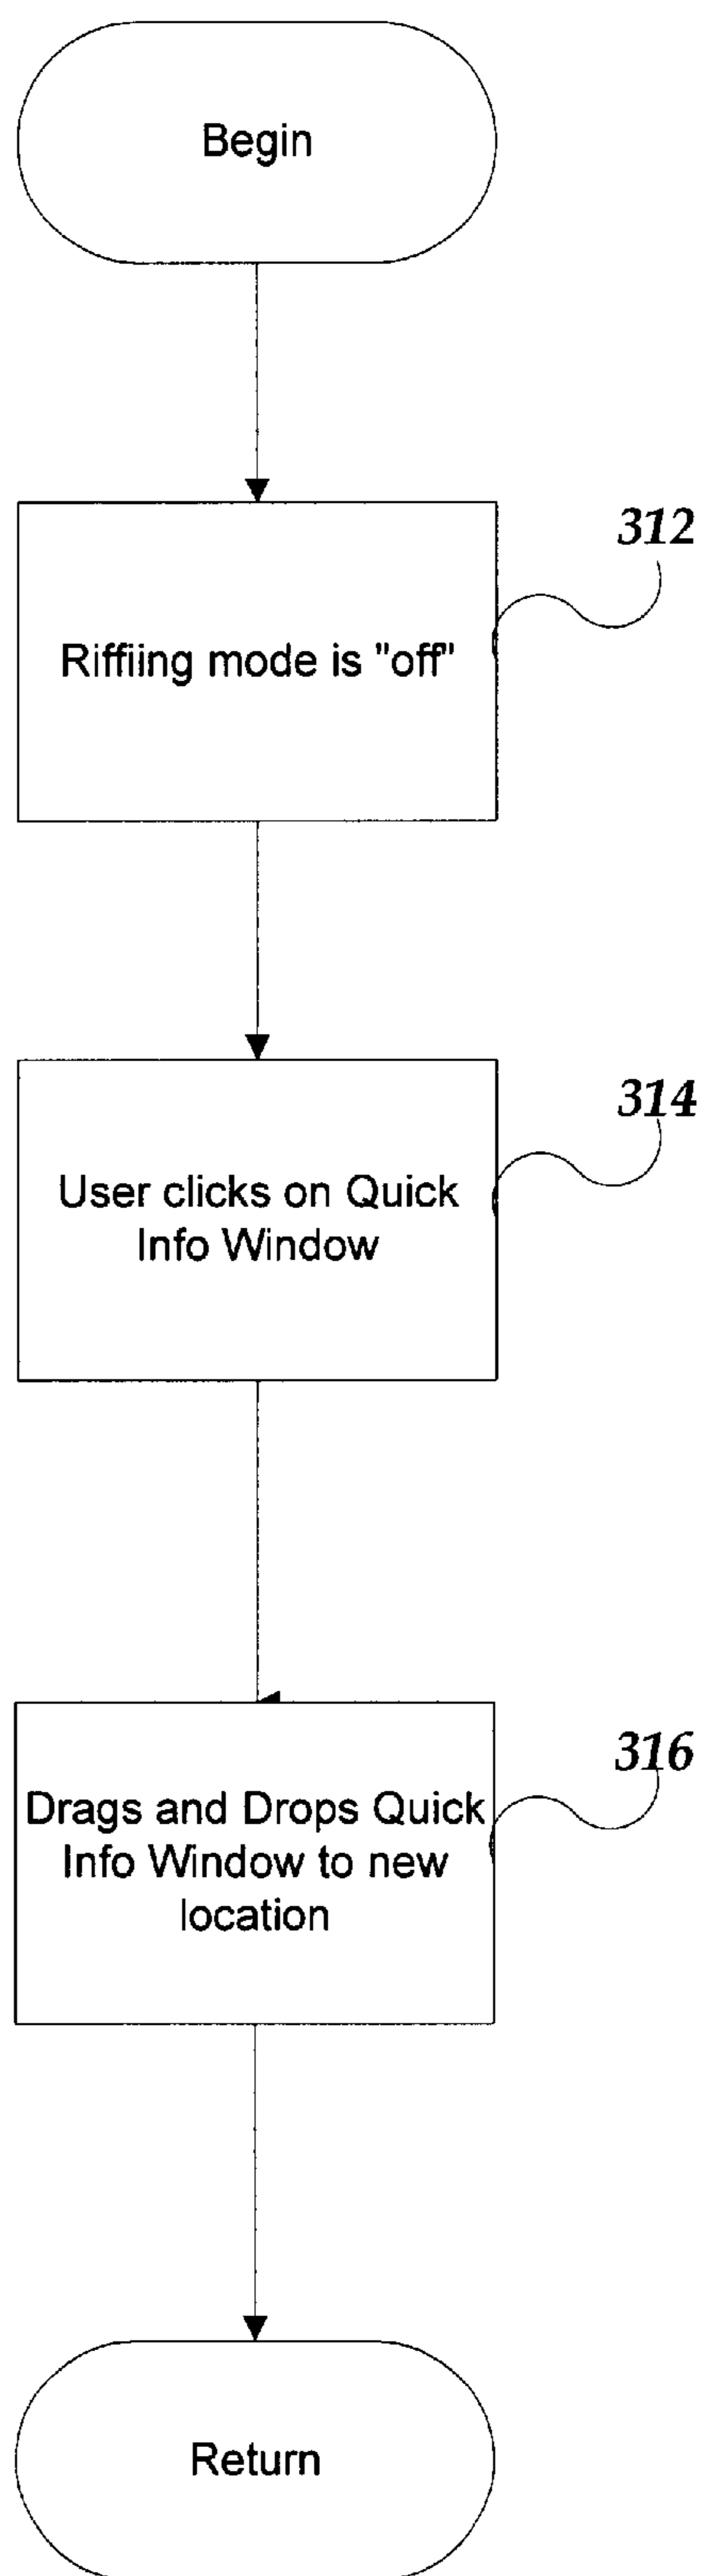 Begin
312
Riffiing mode is "off"
314
User clicks on Quick
Info Window
316
Drags and Drops Quick
Info Window to new
location
Return